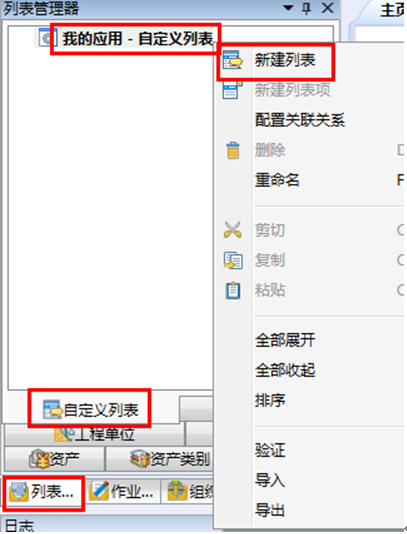 列表管理器
主页
我的应用 - 自定义列表
新建列表
新建列表项
配置关联关系
删除 D
重命名 F
剪切 C
复制 C
粘贴 C
全部展开
全部收起
排序
验证
导入
导出
自定义列表
工程单位
资产 资产类别
列表... 作业... 组织
日志